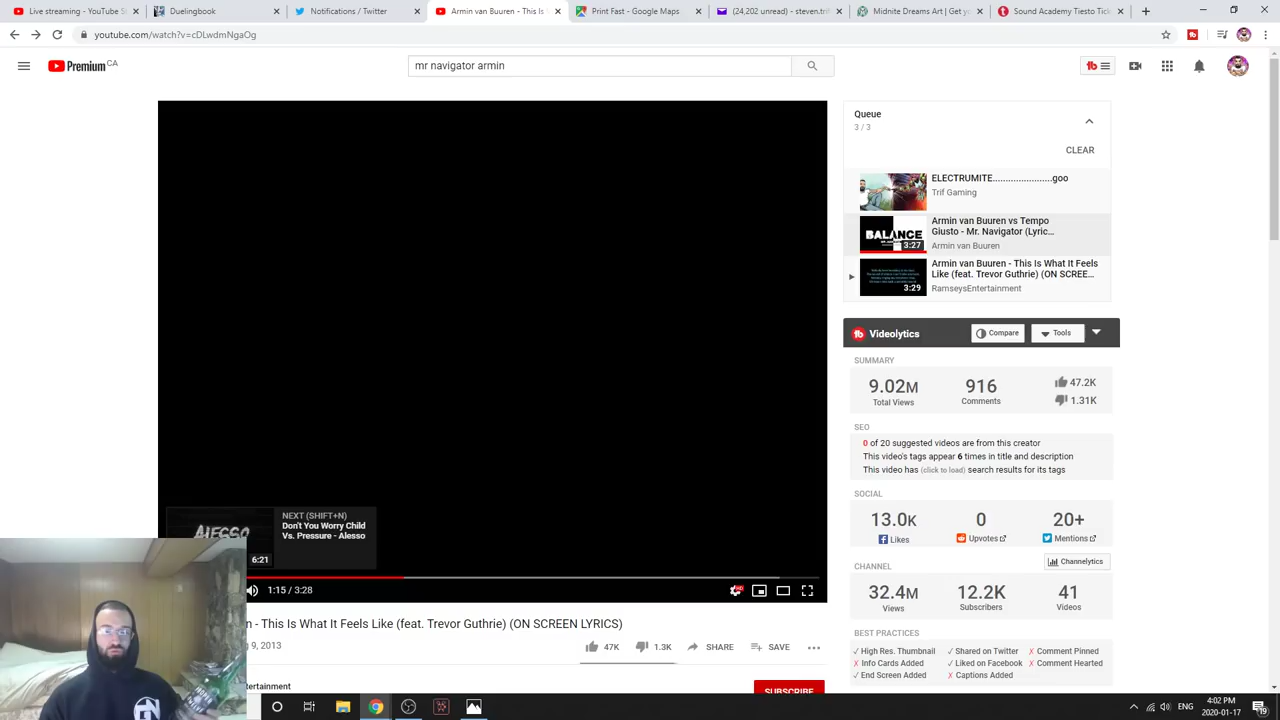 Live streaming - YouTube St
Duelingbook
Notifications - YouTube
Armin van Buuren - This Is
Print Fast - Google Maps
(24,202 unread) - steventrif
Midnite Video - Activity
Trending / Twitter
youtube.com/watch?v=cDLwdmNgaOg
Premium CA
mr navigator armin
Queue
3 / 3
CLEAR
ELECTRUMITE.......................goo
Trif Gaming
BALANCE
3:27
Armin van Buuren vs Tempo
Giusto - Mr. Navigator (Lyric...
Armin van Buuren
3:29
Armin van Buuren - This Is What It Feels
Like (feat. Trevor Guthrie) (ON SCREE...
RamseysEntertainment
Videolytics
Compare
Tools
SUMMARY
9.02M
Total Views
916
Comments
47.2K
1.31K
SEO
0 of 20 suggested videos are from this creator
This video's tags appear 6 times in title and description
This video has (click to load) search results for its tags
SOCIAL
13.0K
Likes
0
Upvotes
20+
Mentions
CHANNEL
Channelytics
32.4M
Views
12.2K
Subscribers
41
Videos
BEST PRACTICES
✓ High Res. Thumbnail
✓ Shared on Twitter
✗ Comment Pinned
✗ Info Cards Added
✓ Liked on Facebook
✗ Comment Hearted
✓ End Screen Added
✗ Captions Added
NEXT (SHIFT+N)
Don't You Worry Child
Vs. Pressure - Alesso
ALESSO
6:21
1:15 / 3:28
n - This Is What It Feels Like (feat. Trevor Guthrie) (ON SCREEN LYRICS)
9, 2013
47K
1.3K
SHARE
SAVE
ntertainment
SUBSCRIBE
ENG
4:02 PM
2020-01-17
19